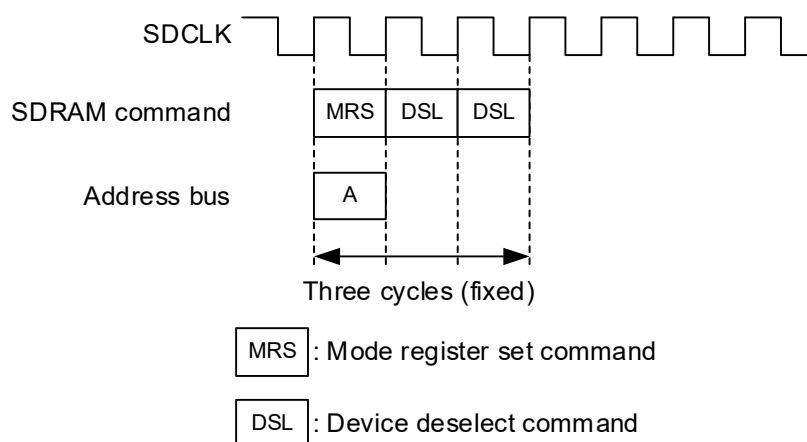 SDCLK
SDRAM command MRS DSL DSL
Address bus A
Three cycles (fixed)
MRS : Mode register set command
DSL : Device deselect command